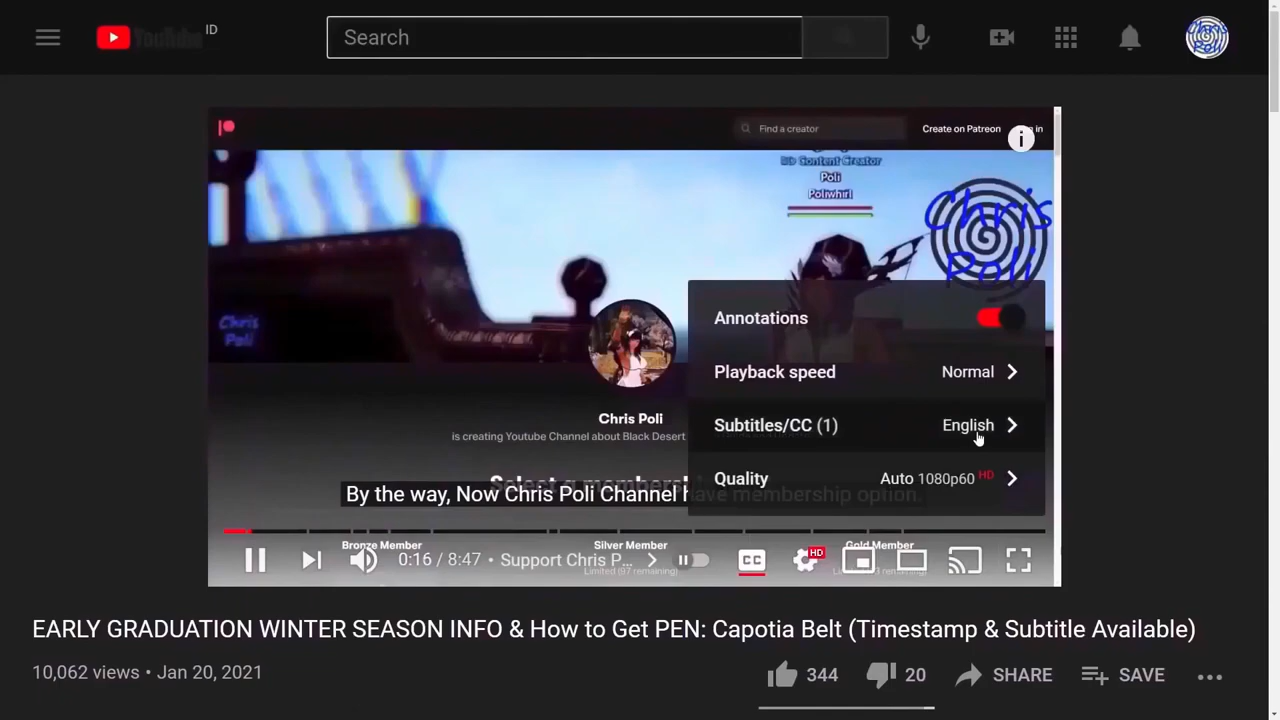 ID
Search
Find a creator
Create on Patreon
Content Creator
Poli
Poliwhirl
Chris
Poli
Chris
Poli
Annotations
Playback speed Normal
Chris Poli
Subtitles/CC (1) English
is creating Youtube Channel about Black Desert
Quality Auto 1080p60 HD
By the way, Now Chris Poli Channel have membership option.
Bronze Member Silver Member Gold Member
0:16 / 8:47 • Support Chris P... CC HD
EARLY GRADUATION WINTER SEASON INFO & How to Get PEN: Capotia Belt (Timestamp & Subtitle Available)
10,062 views • Jan 20, 2021
344 20 SHARE SAVE